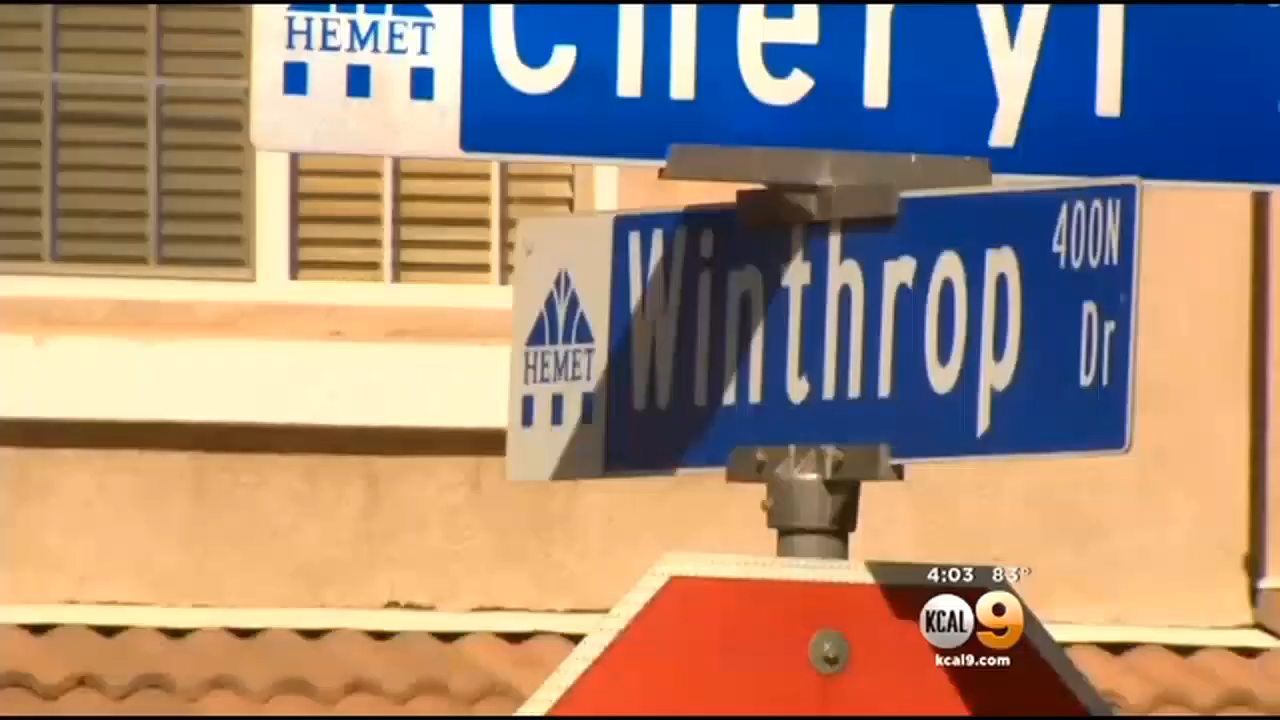 HEMET
Cheryl
HEMET
Winthrop
400N
Dr
4:03 83°
KCAL 9
kcal9.com